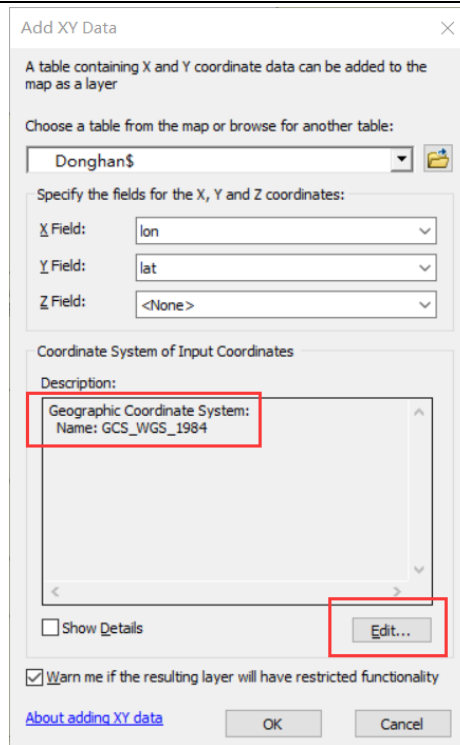 Add XY Data
A table containing X and Y coordinate data can be added to the
map as a layer
Choose a table from the map or browse for another table:
Donghan$
Specify the fields for the X, Y and Z coordinates:
X Field: lon
Y Field: lat
Z Field: <None>
Coordinate System of Input Coordinates
Description:
Geographic Coordinate System:
Name: GCS_WGS_1984
Show Details Edit...
Warn me if the resulting layer will have restricted functionality
About adding XY data OK Cancel